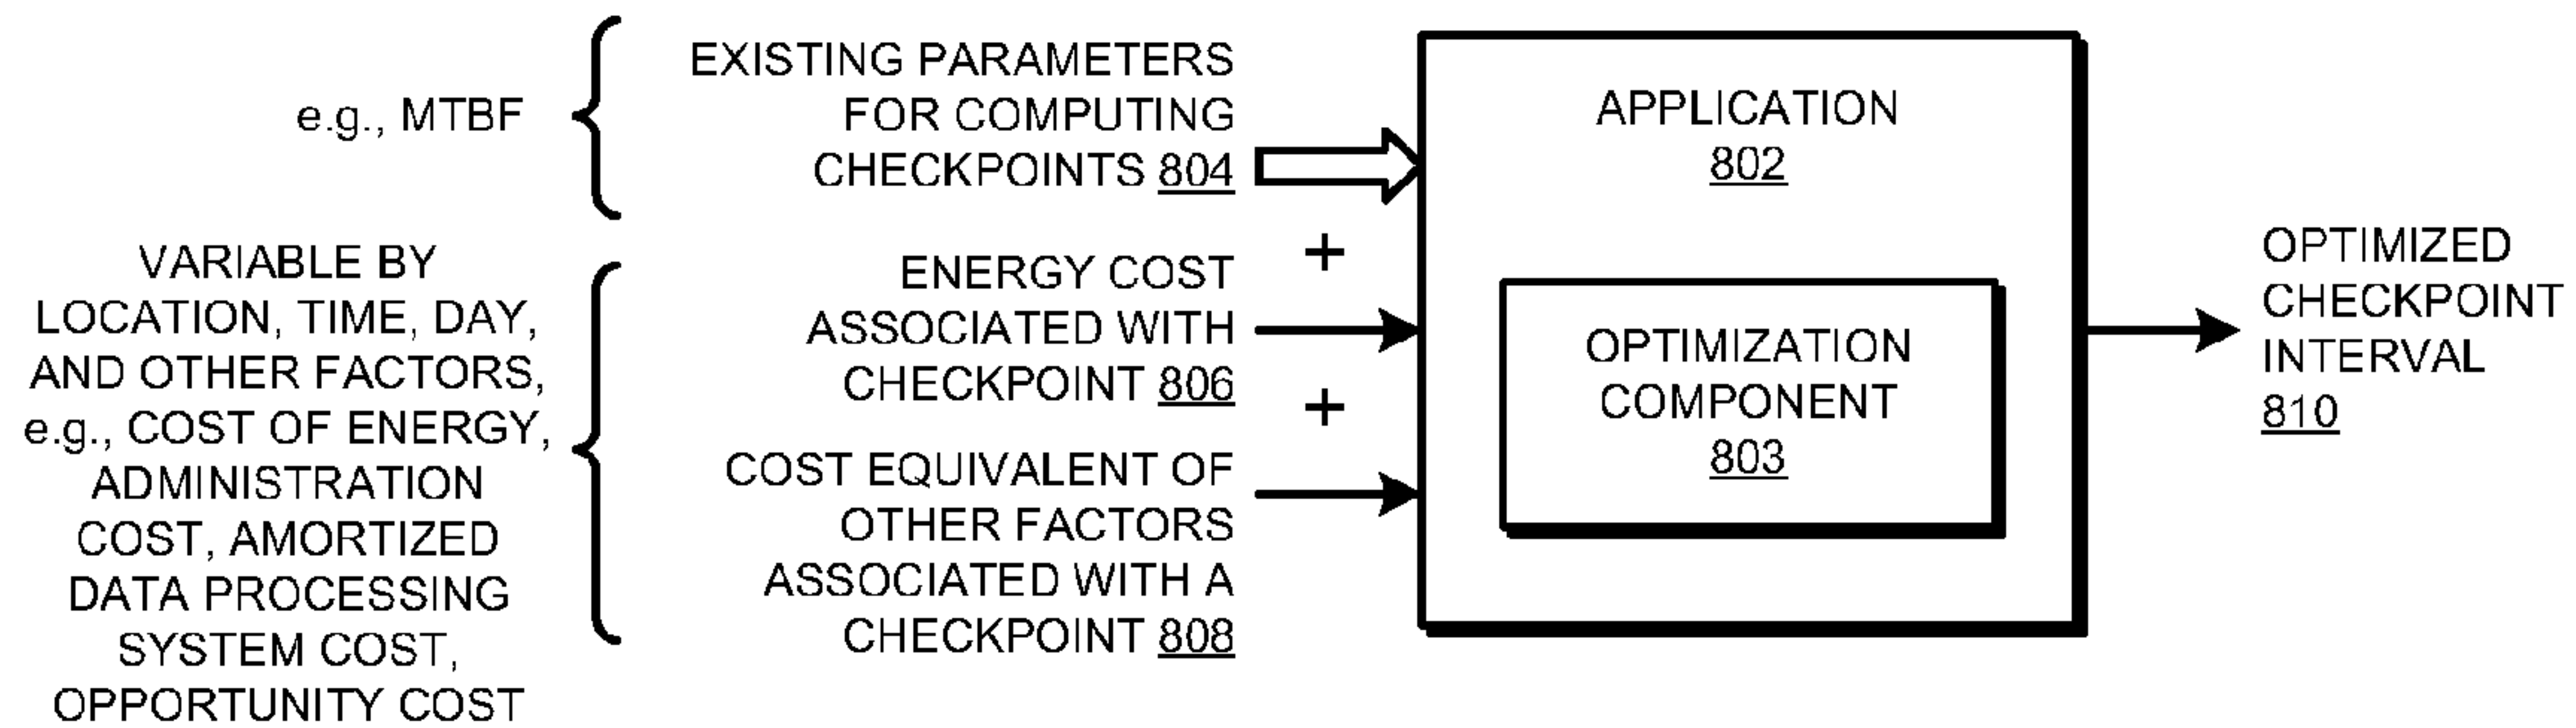 e.g., MTBF
EXISTING PARAMETERS
FOR COMPUTING
CHECKPOINTS 804
VARIABLE BY
LOCATION, TIME, DAY,
AND OTHER FACTORS,
e.g., COST OF ENERGY,
ADMINISTRATION
COST, AMORTIZED
DATA PROCESSING
SYSTEM COST,
OPPORTUNITY COST
+
ENERGY COST
ASSOCIATED WITH
CHECKPOINT 806
+
COST EQUIVALENT OF
OTHER FACTORS
ASSOCIATED WITH A
CHECKPOINT 808
APPLICATION
802
OPTIMIZATION
COMPONENT
803
OPTIMIZED
CHECKPOINT
INTERVAL
810